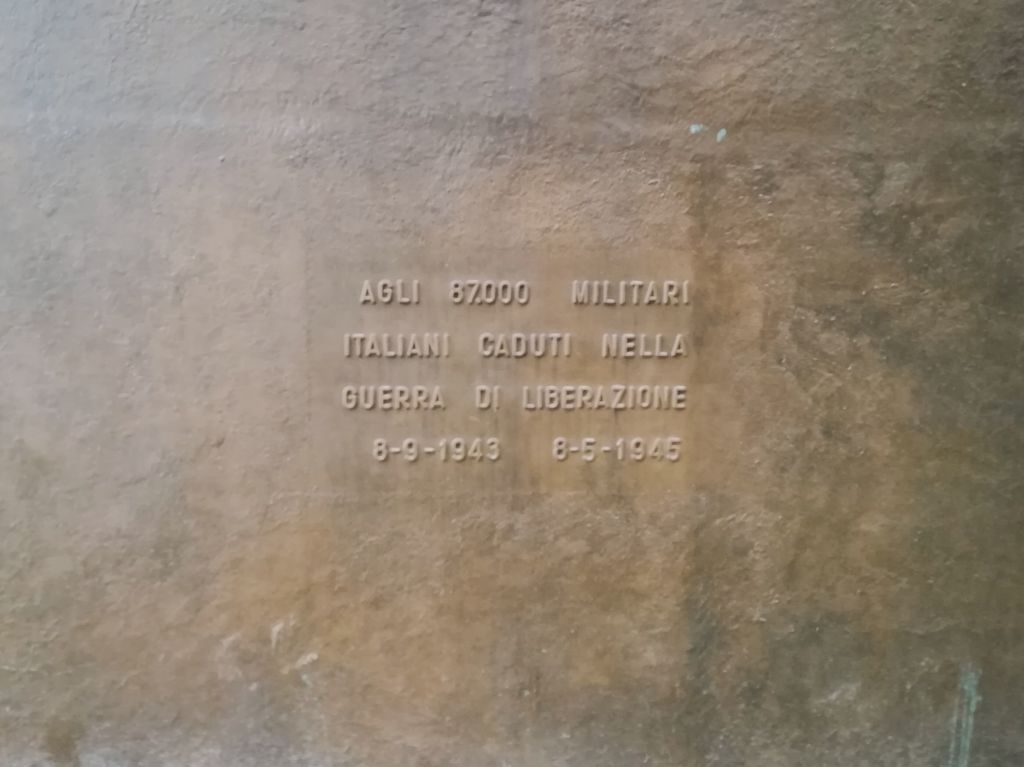 AGLI 87.000 MILITARI
ITALIANI CADUTI NELLA
GUERRA DI LIBERAZIONE
8-9-1943 8-5-1945